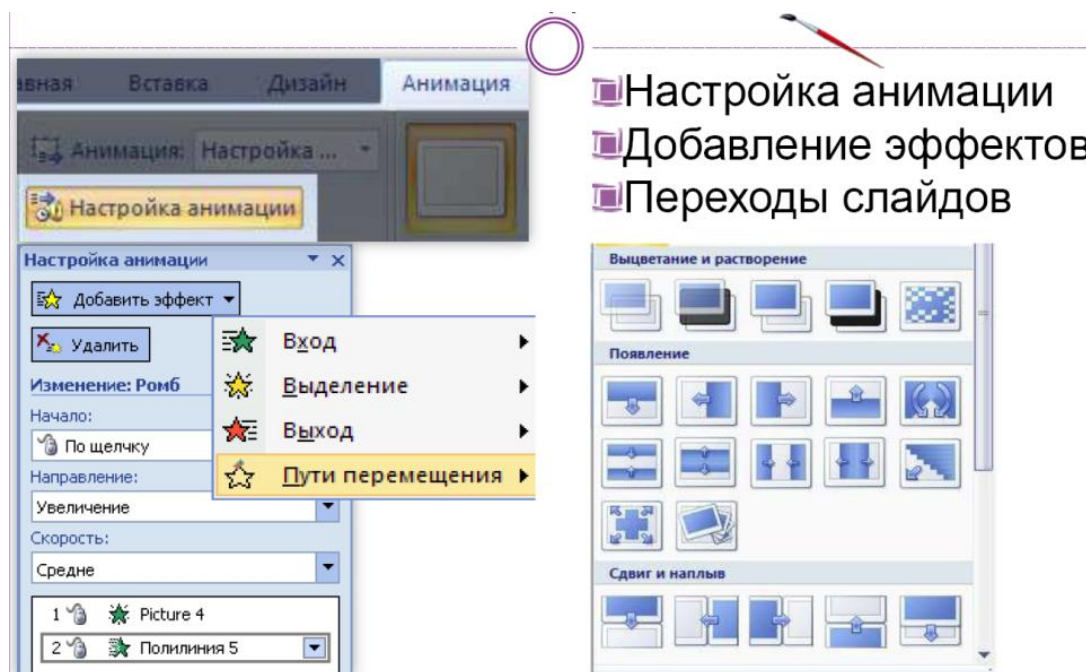 авная Вставка Дизайн Анимация
Анимация: Настройка ...
Настройка анимации
Настройка анимации
Добавить эффект
Удалить
Вход
Выделение
Выход
Пути перемещения
Изменение: Ромб
Начало:
По щелчку
Направление:
Увеличение
Скорость:
Средне
1 Picture 4
2 Полилиния 5
Настройка анимации
Добавление эффектов
Переходы слайдов
Выцветание и растворение
Появление
Сдвиг и наплыв